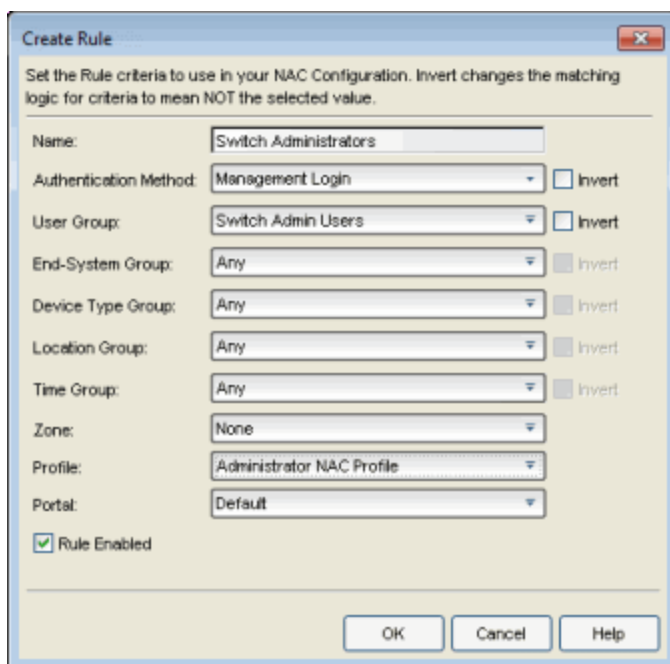 Create Rule
Set the Rule criteria to use in your NAC Configuration. Invert changes the matching
logic for criteria to mean NOT the selected value.
Name: Switch Administrators
Authentication Method: Management Login Invert
User Group: Switch Admin Users Invert
End-System Group: Any Invert
Device Type Group: Any Invert
Location Group: Any Invert
Time Group: Any Invert
Zone: None
Profile: Administrator NAC Profile
Portal: Default
Rule Enabled
OK Cancel Help